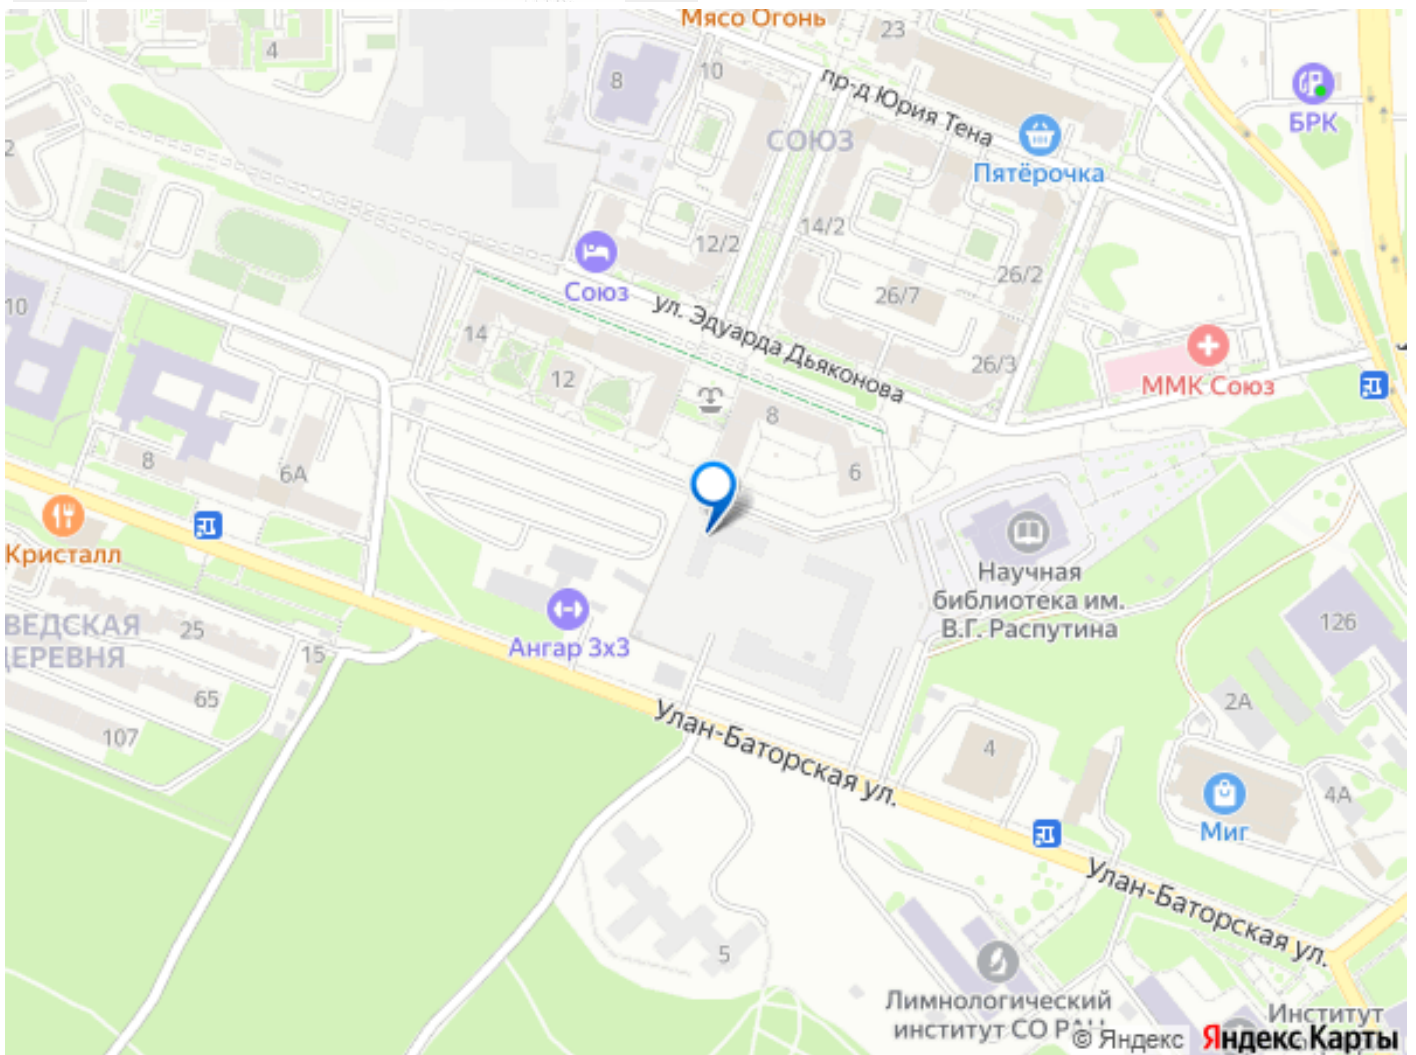 Мясо Огонь
23
4
8
10
пр-д Юрия Тена
БРК
СОЮЗ
Пятёрочка
2
12/2
14/2
26/2
Союз
26/7
10
ул. Эдуарда Дьяконова
14
26/3
ММК Союз
12
8
8
6А
6
Кристалл
Научная
библиотека им.
В.Г. Распутина
ВЕДСКАЯ
ДЕРЕВНЯ
25
15
Ангар 3х3
126
65
107
2А
Улан-Баторская ул.
4
4А
Миг
Улан-Баторская ул.
5
Лимнологический
институт СО РАН
Институт
© Яндекс Яндекс Карты